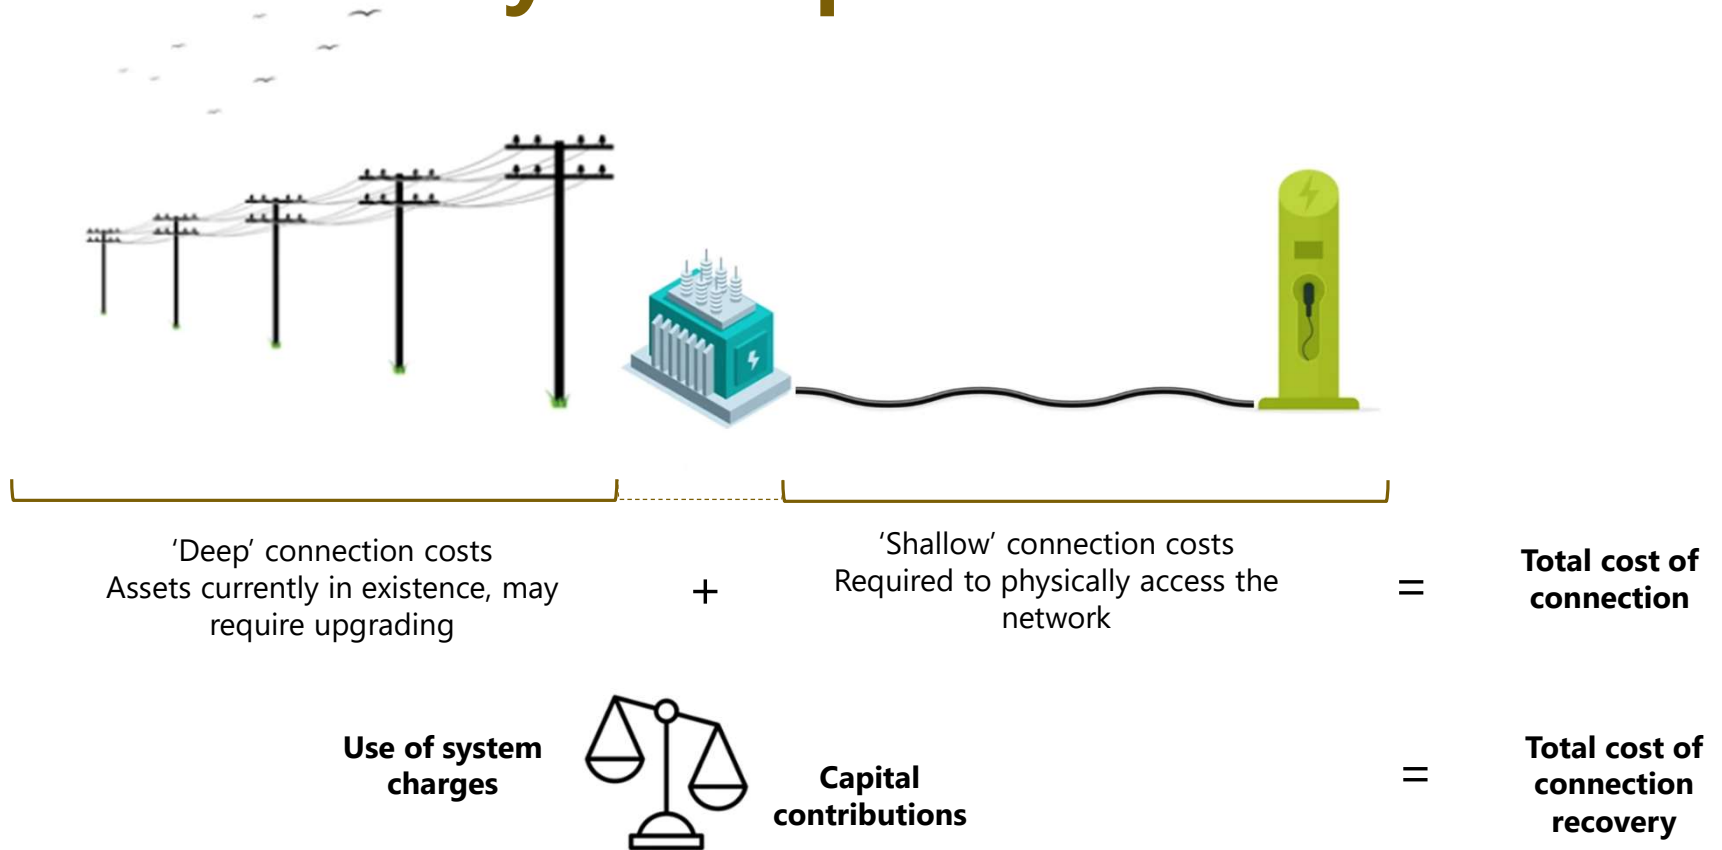 ‘Deep’ connection costs
Assets currently in existence, may
require upgrading
+
‘Shallow’ connection costs
Required to physically access the
network
=
Total cost of
connection
Use of system
charges
Capital
contributions
=
Total cost of
connection
recovery